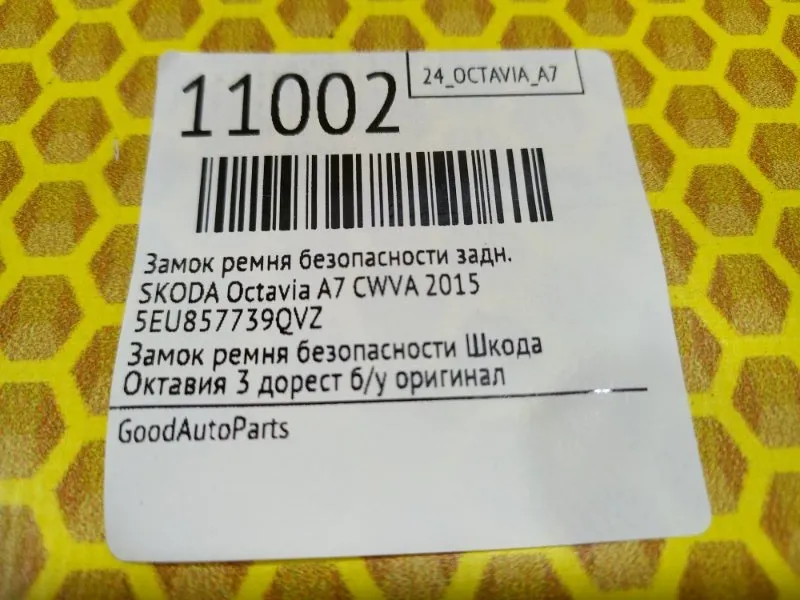 11002
24_OCTAVIA_A7
Замок ремня безопасности задн.
SKODA Octavia A7 CWVA 2015
5EU857739QVZ
Замок ремня безопасности Шкода
Октавия 3 дорест б/у оригинал
GoodAutoParts